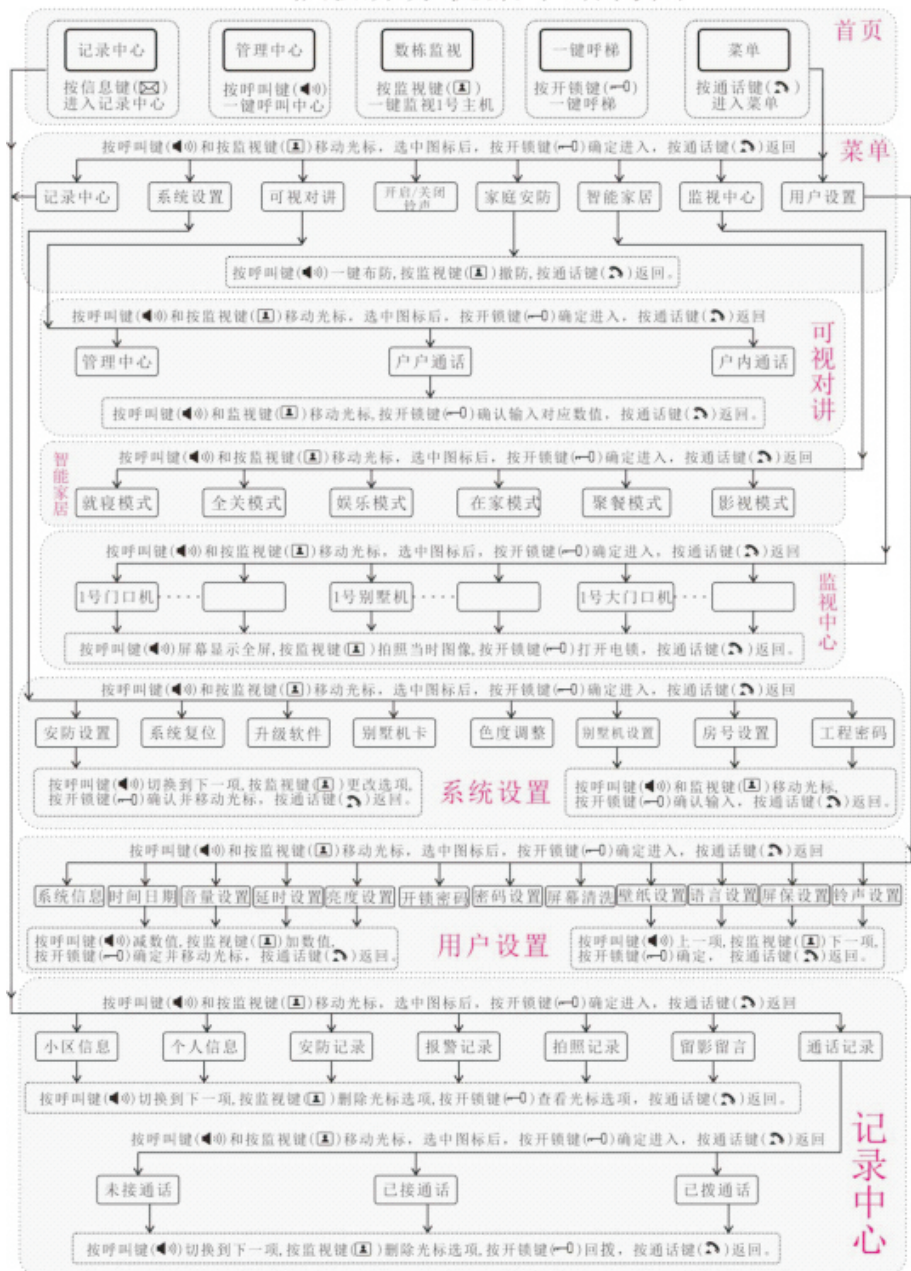 首页
记录中心
管理中心
数栋监视
一键呼梯
菜单
按信息键()
进入记录中心
按呼叫键()
一键呼叫中心
按监视键()
一键监视1号主机
按开锁键()
一键呼梯
按通话键()
进入菜单
菜单
按呼叫键()和按监视键()移动光标，选中图标后，按开锁键()确定进入，按通话键()返回
记录中心
系统设置
可视对讲
开启/关闭
铃声
家庭安防
智能家居
监视中心
用户设置
按呼叫键()一键布防,按监视键()撤防,按通话键()返回。
可视对讲
按呼叫键()和按监视键()移动光标，选中图标后，按开锁键()确定进入，按通话键()返回
管理中心
户户通话
户内通话
按呼叫键()和监视键()移动光标,按开锁键()确认输入对应数值，按通话键()返回。
智能家居
按呼叫键()和按监视键()移动光标，选中图标后，按开锁键()确定进入，按通话键()返回
就寝模式
全关模式
娱乐模式
在家模式
聚餐模式
影视模式
监视中心
按呼叫键()和按监视键()移动光标，选中图标后，按开锁键()确定进入，按通话键()返回
1号门口机·····
1号别墅机·····
1号大门口机·····
按呼叫键()屏幕显示全屏,按监视键()拍照当时图像,按开锁键()打开电锁，按通话键()返回。
按呼叫键()和按监视键()移动光标，选中图标后，按开锁键()确定进入，按通话键()返回
安防设置
系统复位
升级软件
别墅机卡
色度调整
别墅机设置
房号设置
工程密码
按呼叫键()切换到下一项,按监视键()更改选项,
按开锁键()确认并移动光标，按通话键()返回。
系统设置
按呼叫键()和监视键()移动光标,
按开锁键()确认输入，按通话键()返回。
按呼叫键()和按监视键()移动光标，选中图标后，按开锁键()确定进入，按通话键()返回
系统信息
时间日期
音量设置
延时设置
亮度设置
开锁密码
密码设置
屏幕清洗
壁纸设置
语言设置
屏保设置
铃声设置
按呼叫键()减数值,按监视键()加数值,
按开锁键()确定并移动光标，按通话键()返回。
用户设置
按呼叫键()上一项,按监视键()下一项,
按开锁键()确定， 按通话键()返回。
按呼叫键()和按监视键()移动光标，选中图标后，按开锁键()确定进入，按通话键()返回
小区信息
个人信息
安防记录
报警记录
拍照记录
留影留言
通话记录
按呼叫键()切换到下一项,按监视键()删除光标选项,按开锁键()查看光标选项，按通话键()返回。
按呼叫键()和按监视键()移动光标，选中图标后，按开锁键()确定进入，按通话键()返回
记录中心
未接通话
已接通话
已拨通话
按呼叫键()切换到下一项,按监视键()删除光标选项,按开锁键()回拨，按通话键()返回。